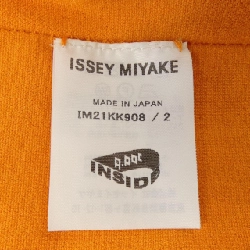 ISSEY MIYAKE
MADE IN JAPAN
IM21KK908 / 2
INSIDE